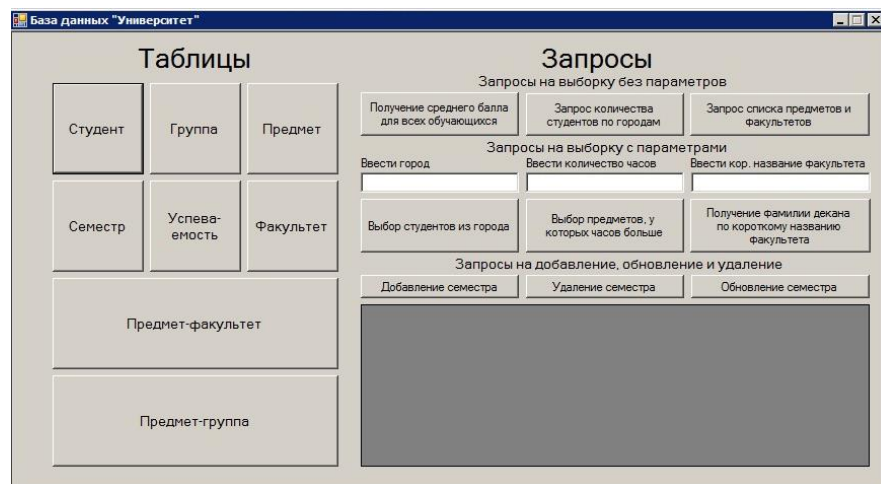 База данных "Университет"
Таблицы
Студент
Группа
Предмет
Семестр
Успева-
емость
Факультет
Предмет-факультет
Предмет-группа
Запросы
Запросы на выборку без параметров
Получение среднего балла
для всех обучающихся
Запрос количества
студентов по городам
Запрос списка предметов и
факультетов
Запросы на выборку с параметрами
Ввести город
Ввести количество часов
Ввести кор. название факультета
Выбор студентов из города
Выбор предметов, у
которых часов больше
Получение фамилии декана
по короткому названию
факультета
Запросы на добавление, обновление и удаление
Добавление семестра
Удаление семестра
Обновление семестра